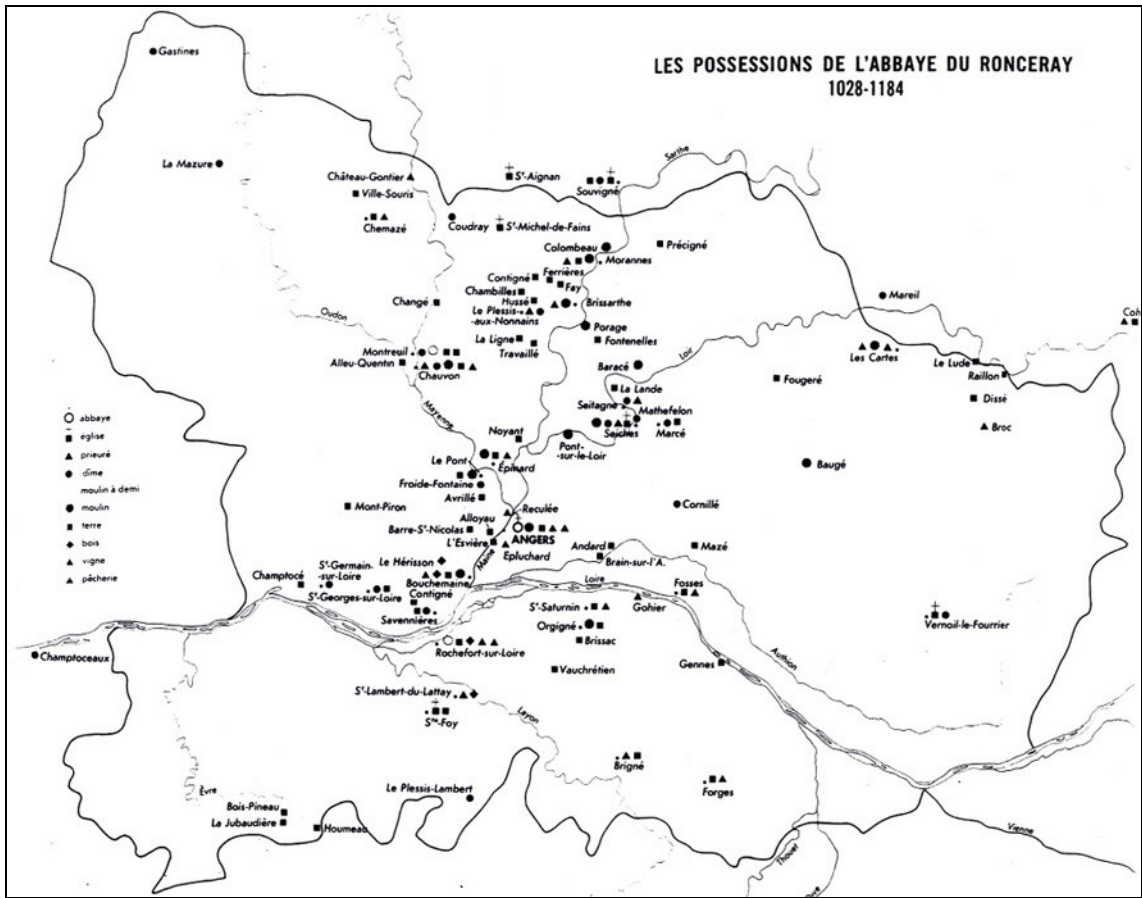 LES POSSESSIONS DE L'ABBAYE DU RONCERAY
1028-1184
Gastines
La Mazure
Château-Gontier
Ville-Souris
Chemazé
Sᵗ-Aignan
Souvigné
Sarthe
Coudray
Sᵗ-Michel-de-Fains
Colombeau
Morannes
Précigné
Ferrières
Contigné
Fay
Chambilles
Hussé
Brissarthe
Le Plessis-
aux-Nonnains
Changé
Mareil
Coh
Oudon
Porage
La Ligne
Travaillé
Fontenelles
Loir
Les Cartes
Montreuil
Alleu-Quentin
Chauvon
Baracé
Le Lude
Raillon
Fougeré
La Lande
Dissé
Seitagne
Mathefelon
Mayenne
Seiches
Marcé
Broc
Noyant
Pont-
sur-le-Loir
Le Pont
Épinard
Baugé
Froide-Fontaine
Avrillé
Mont-Piron
Reculée
Cornillé
Alloyau
Barre-Sᵗ-Nicolas
ANGERS
L'Esvière
Epluchard
Andard
Mazé
Brain-sur-l'A.
Maine
Le Hérisson
Sᵗ-Germain-
sur-Loire
Champtocé
Bouchemaine
Sᵗ-Georges-sur-Loire
Contigné
Loire
Fosses
Savennières
Sᵗ-Saturnin
Gohier
Orgigné
Vernoil-le-Fourrier
Rochefort-sur-Loire
Brissac
Authion
Champtoceaux
Vauchrétien
Gennes
Sᵗ-Lambert-du-Lattay
Sᵗᵉ-Foy
Layon
Brigné
Forges
Èvre
Le Plessis-Lambert
Bois-Pineau
La Jubaudière
Houmeau
Vienne
Thouet
abbaye
église
prieuré
dîme
moulin à demi
moulin
terre
bois
vigne
pêcherie